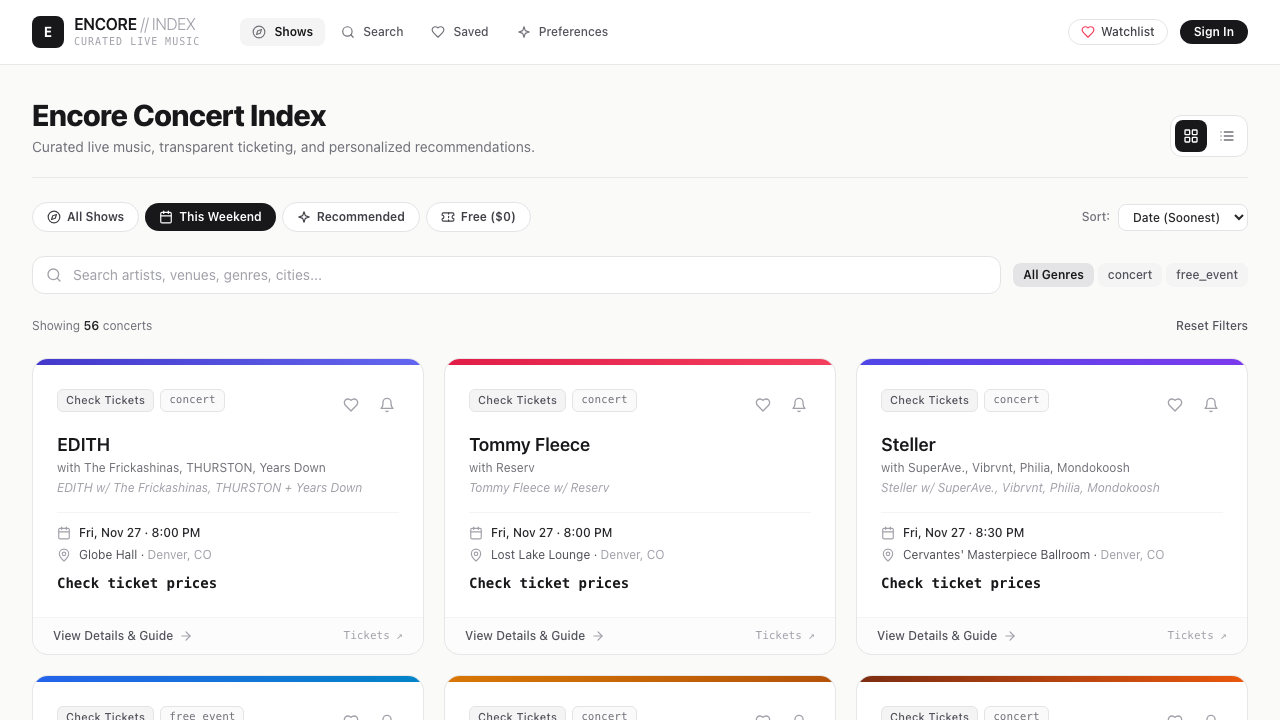 E
ENCORE // INDEX
CURATED LIVE MUSIC
Shows
Search
Saved
Preferences
Watchlist
Sign In
Encore Concert Index
Curated live music, transparent ticketing, and personalized recommendations.
All Shows
This Weekend
Recommended
Free ($0)
Sort:
Date (Soonest)
Search artists, venues, genres, cities...
All Genres
concert
free_event
Showing 56 concerts
Reset Filters
Check Tickets
concert
EDITH
with The Frickashinas, THURSTON, Years Down
EDITH w/ The Frickashinas, THURSTON + Years Down
Fri, Nov 27 · 8:00 PM
Globe Hall · Denver, CO
Check ticket prices
View Details & Guide →
Tickets ↗
Check Tickets
concert
Tommy Fleece
with Reserv
Tommy Fleece w/ Reserv
Fri, Nov 27 · 8:00 PM
Lost Lake Lounge · Denver, CO
Check ticket prices
View Details & Guide →
Tickets ↗
Check Tickets
concert
Steller
with SuperAve., Vibrvnt, Philia, Mondokoosh
Steller w/ SuperAve., Vibrvnt, Philia, Mondokoosh
Fri, Nov 27 · 8:30 PM
Cervantes' Masterpiece Ballroom · Denver, CO
Check ticket prices
View Details & Guide →
Tickets ↗
Check Tickets
free_event
Check Tickets
concert
Check Tickets
concert